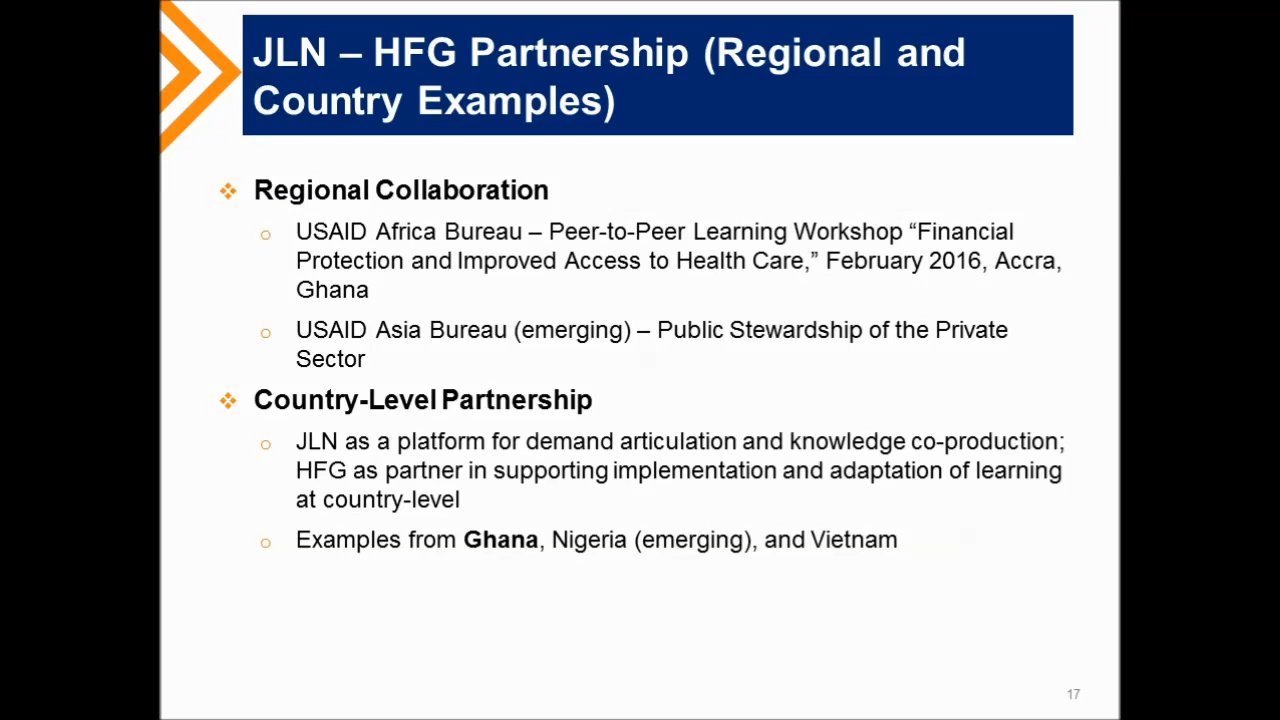 JLN – HFG Partnership (Regional and
Country Examples)
Regional Collaboration
USAID Africa Bureau – Peer-to-Peer Learning Workshop “Financial
Protection and Improved Access to Health Care,” February 2016, Accra,
Ghana
USAID Asia Bureau (emerging) – Public Stewardship of the Private
Sector
Country-Level Partnership
JLN as a platform for demand articulation and knowledge co-production;
HFG as partner in supporting implementation and adaptation of learning
at country-level
Examples from Ghana, Nigeria (emerging), and Vietnam
17